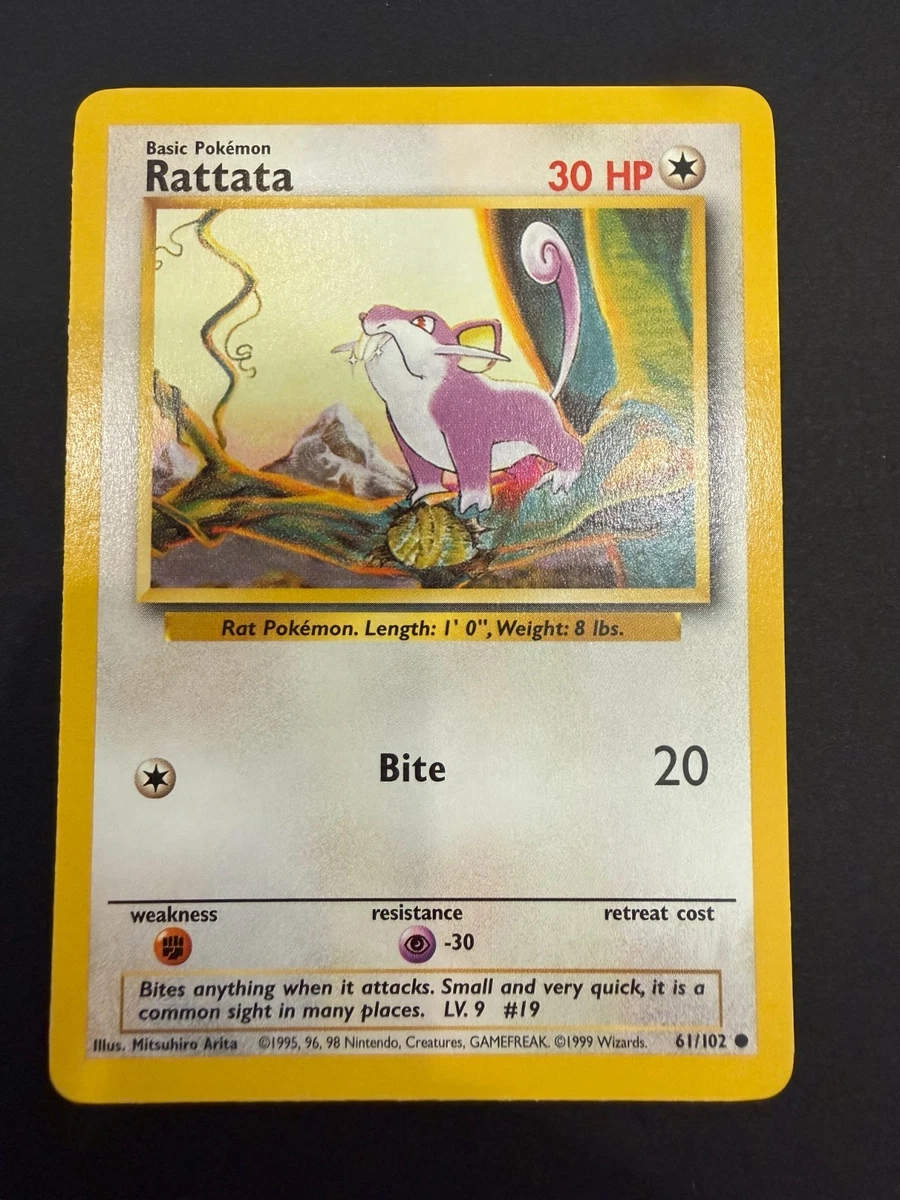 Basic Pokémon
Rattata 30 HP
Rat Pokémon. Length: 1' 0", Weight: 8 lbs.
Bite 20
weakness resistance retreat cost
-30
Bites anything when it attacks. Small and very quick, it is a
common sight in many places. LV. 9 #19
Illus. Mitsuhiro Arita ©1995, 96, 98 Nintendo, Creatures, GAMEFREAK. ©1999 Wizards. 61/102